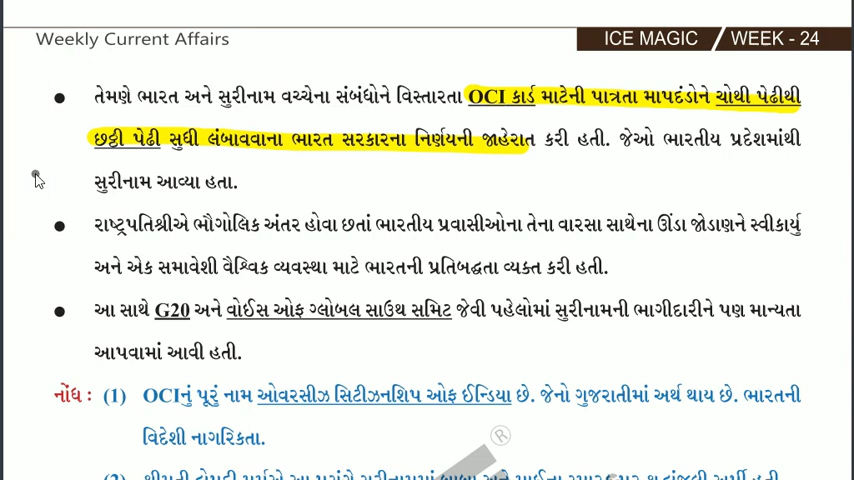 Weekly Current Affairs
ICE MAGIC / WEEK - 24
● તેમણે ભારત અને સુરીનામ વચ્ચેના સંબંધોને વિસ્તારતા OCI કાર્ડ માટેની પાત્રતા માપદંડોને ચોથી પેઢીથી
છઠ્ઠી પેઢી સુધી લંબાવવાના ભારત સરકારના નિર્ણયની જાહેરાત કરી હતી. જેઓ ભારતીય પ્રદેશમાંથી
સુરીનામ આવ્યા હતા.
● રાષ્ટ્રપતિશ્રીએ ભૌગોલિક અંતર હોવા છતાં ભારતીય પ્રવાસીઓના તેના વારસા સાથેના ઊંડા જોડાણને સ્વીકાર્યુ
અને એક સમાવેશી વૈશ્વિક વ્યવસ્થા માટે ભારતની પ્રતિબદ્ધતા વ્યક્ત કરી હતી.
● આ સાથે G20 અને વોઈસ ઓફ ગ્લોબલ સાઉથ સમિટ જેવી પહેલોમાં સુરીનામની ભાગીદારીને પણ માન્યતા
આપવામાં આવી હતી.
નોંધ : (1) OCIનું પૂરું નામ ઓવરસીઝ સિટીઝનશિપ ઓફ ઈન્ડિયા છે. જેનો ગુજરાતીમાં અર્થ થાય છે. ભારતની
વિદેશી નાગરિકતા.
®